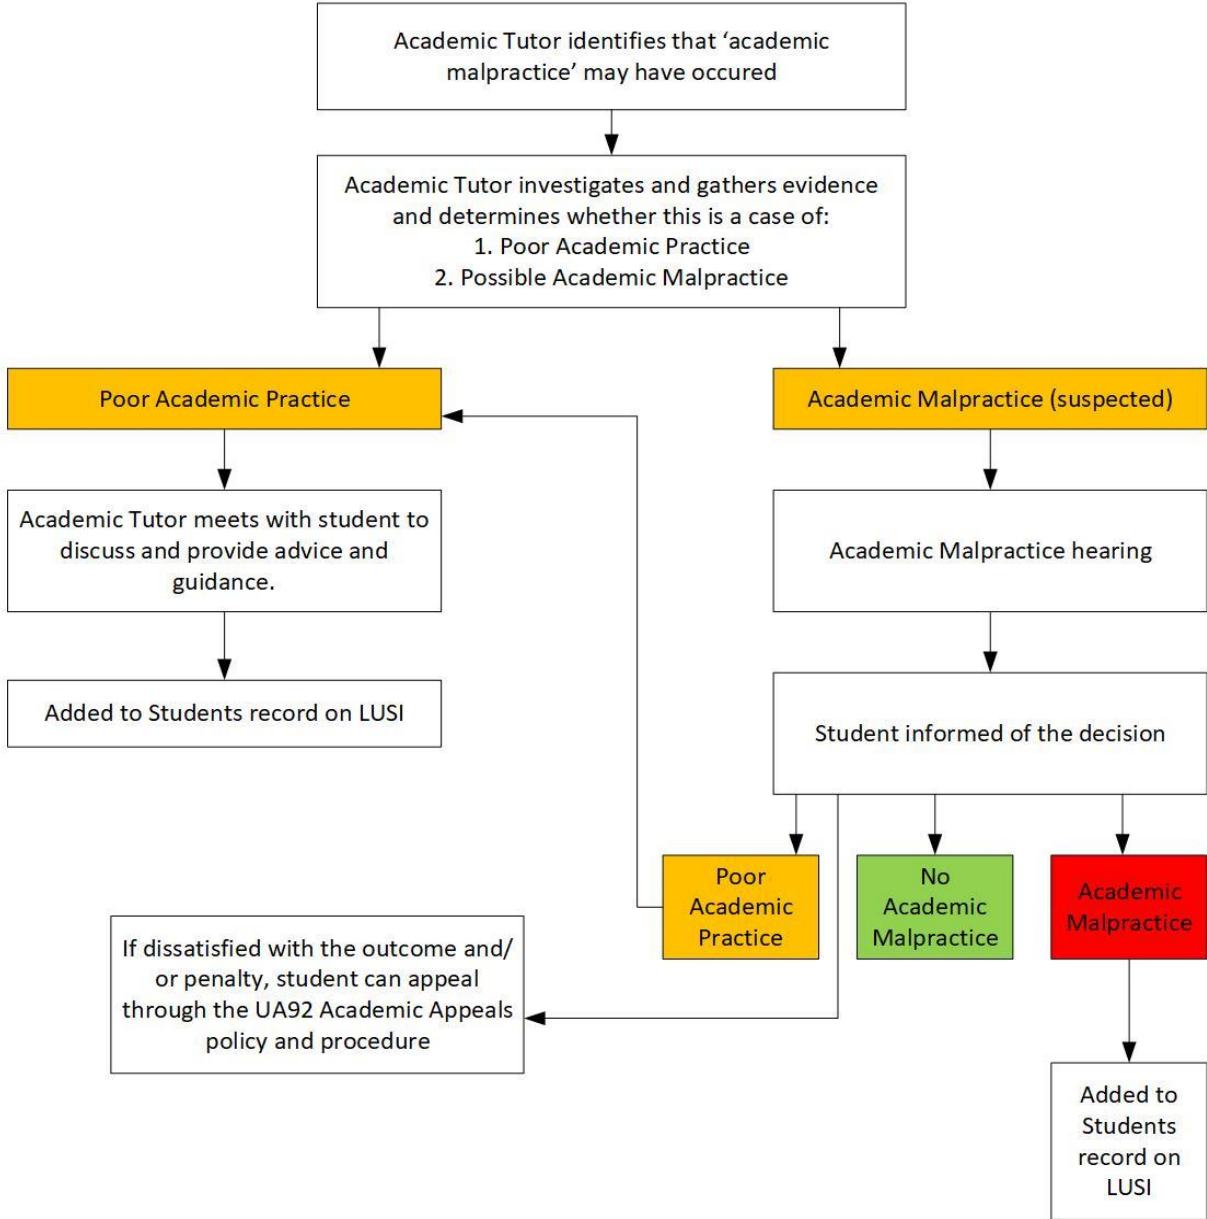 Academic Tutor identifies that ‘academic
malpractice’ may have occured
Academic Tutor investigates and gathers evidence
and determines whether this is a case of:
1. Poor Academic Practice
2. Possible Academic Malpractice
Poor Academic Practice
Academic Malpractice (suspected)
Academic Tutor meets with student to
discuss and provide advice and
guidance.
Academic Malpractice hearing
Added to Students record on LUSI
Student informed of the decision
Poor
Academic
Practice
No
Academic
Malpractice
Academic
Malpractice
If dissatisfied with the outcome and/
or penalty, student can appeal
through the UA92 Academic Appeals
policy and procedure
Added to
Students
record on
LUSI